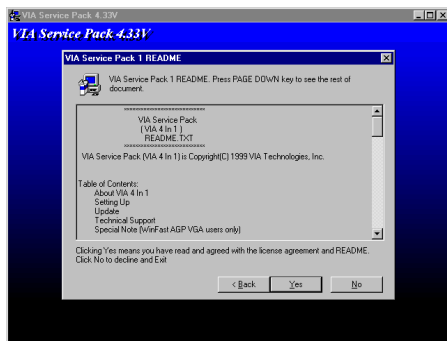 VIA Service Pack 4.33V
VIA Service Pack 4.33V
VIA Service Pack 1 README
VIA Service Pack 1 README. Press PAGE DOWN key to see the rest of
document.
==========================
VIA Service Pack
( VIA 4 In 1 )
README.TXT
==========================
VIA Service Pack (VIA 4 In 1) is Copyright(C) 1999 VIA Technologies, Inc.
Table of Contents:
About VIA 4 In 1
Setting Up
Update
Technical Support
Special Note (WinFast AGP VGA users only)
Clicking Yes means you have read and agreed with the license agreement and README.
Click No to decline and Exit
< Back
Yes
No